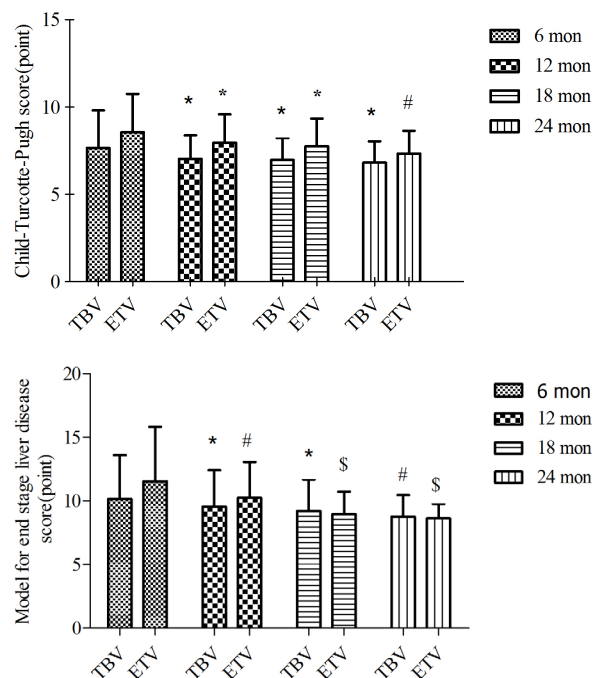 Child-Turcotte-Pugh score(point)
15
10
5
0
* * * * * #
TBV ETV TBV ETV TBV ETV TBV ETV
6 mon
12 mon
18 mon
24 mon
Model for end stage liver disease
score(point)
20
15
10
5
0
* # * $ # $
TBV ETV TBV ETV TBV ETV TBV ETV
6 mon
12 mon
18 mon
24 mon